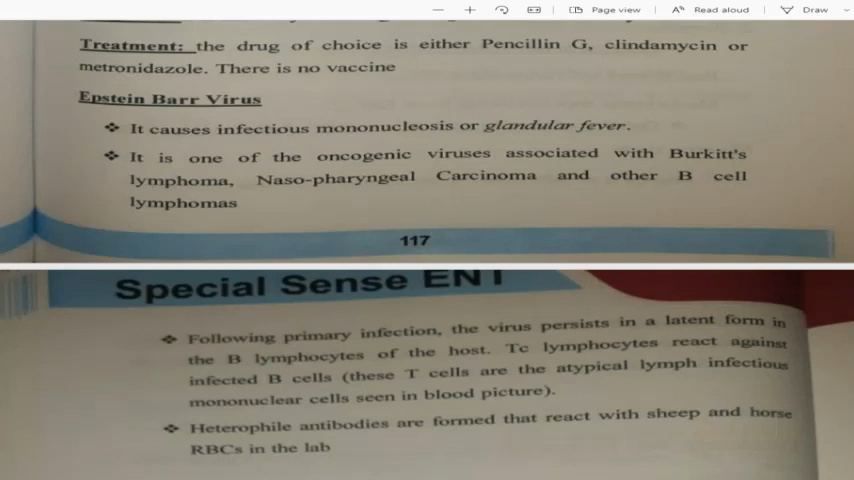 Page view
Read aloud
Draw
Treatment: the drug of choice is either Pencillin G, clindamycin or
metronidazole. There is no vaccine
Epstein Barr Virus
❖ It causes infectious mononucleosis or glandular fever.
❖ It is one of the oncogenic viruses associated with Burkitt's
lymphoma, Naso-pharyngeal Carcinoma and other B cell
lymphomas
117
Special Sense ENT
❖ Following primary infection, the virus persists in a latent form in
the B lymphocytes of the host. Tc lymphocytes react against
infected B cells (these T cells are the atypical lymph infectious
mononuclear cells seen in blood picture).
❖ Heterophile antibodies are formed that react with sheep and horse
RBCs in the lab